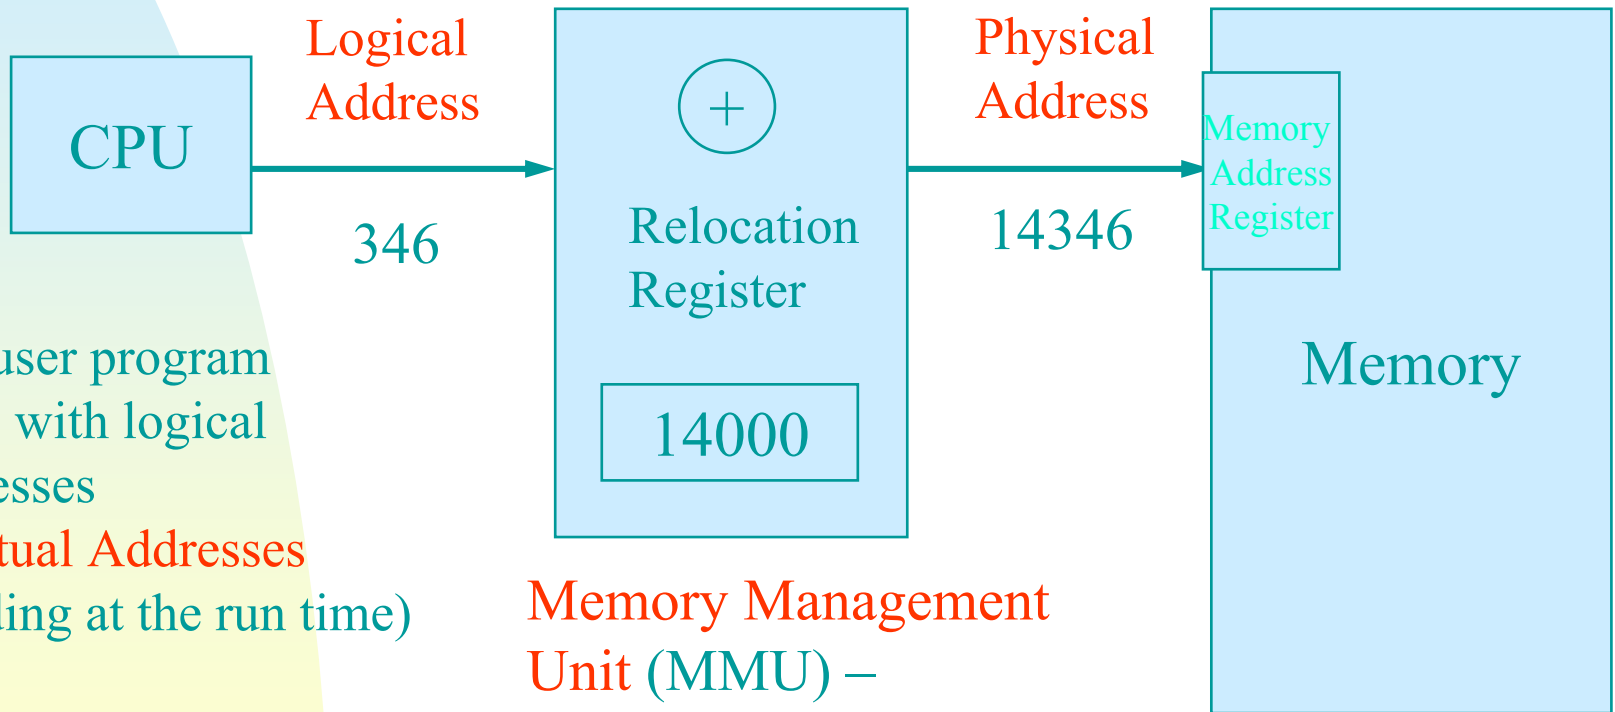 Logical
Address
Physical
Address
CPU
+
Memory
Address
Register
346
Relocation
Register
14346
14000
Memory
user program
with logical
esses
tual Addresses
ding at the run time)
Memory Management
Unit (MMU) –